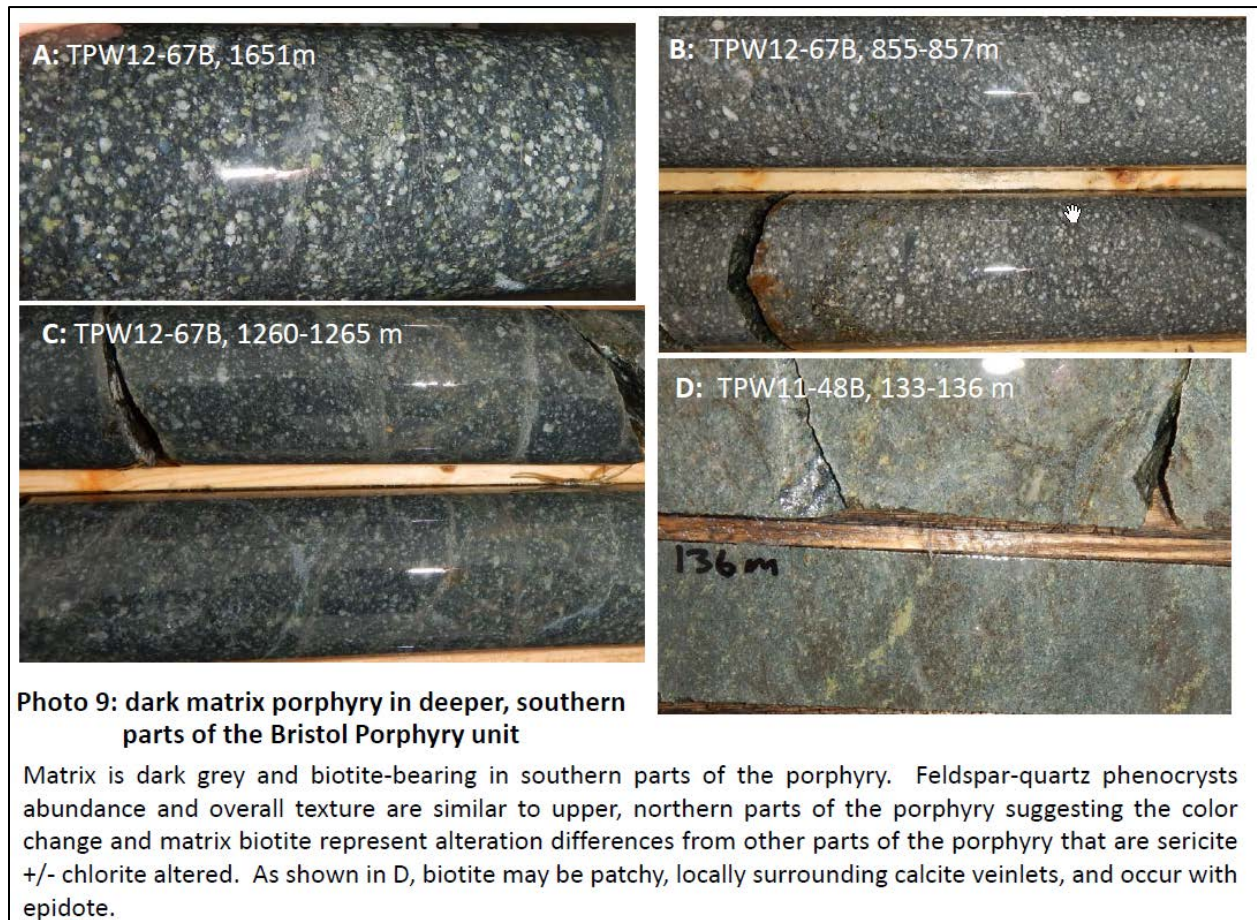 A: TPW12-67B, 1651m
B: TPW12-67B, 855-857m
C: TPW12-67B, 1260-1265 m
D: TPW11-48B, 133-136 m
136 m
Photo 9: dark matrix porphyry in deeper, southern
parts of the Bristol Porphyry unit
Matrix is dark grey and biotite-bearing in southern parts of the porphyry. Feldspar-quartz phenocrysts
abundance and overall texture are similar to upper, northern parts of the porphyry suggesting the color
change and matrix biotite represent alteration differences from other parts of the porphyry that are sericite
+/- chlorite altered. As shown in D, biotite may be patchy, locally surrounding calcite veinlets, and occur with
epidote.